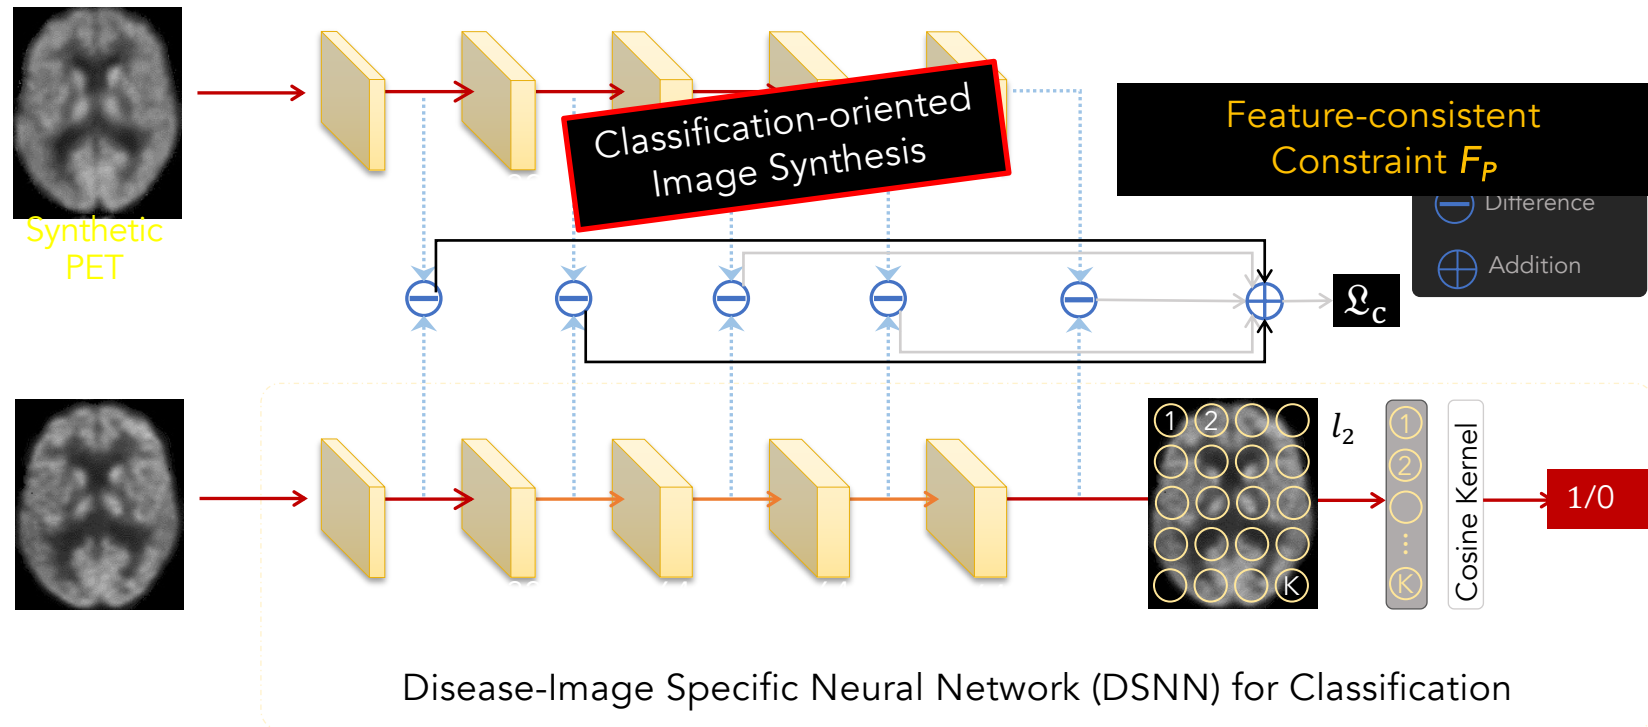 Classification-oriented
Image Synthesis
Feature-consistent
Constraint F_P
Synthetic
PET
Difference
Addition
𝔏c
1 2
K
l₂
1
2
...
K
Cosine Kernel
1/0
Disease-Image Specific Neural Network (DSNN) for Classification